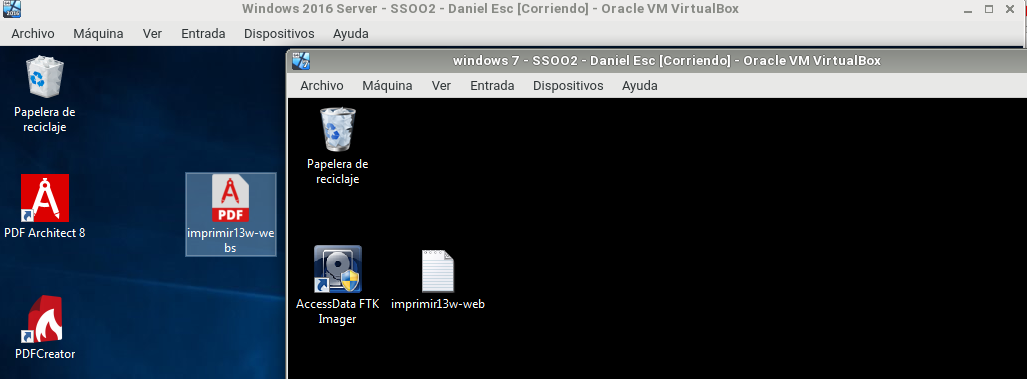 Windows 2016 Server - SSOO2 - Daniel Esc [Corriendo] - Oracle VM VirtualBox
Archivo Máquina Ver Entrada Dispositivos Ayuda
Papelera de
reciclaje
PDF Architect 8
PDF
imprimir13w-we
bs
PDFCreator
windows 7 - SSOO2 - Daniel Esc [Corriendo] - Oracle VM VirtualBox
Archivo Máquina Ver Entrada Dispositivos Ayuda
Papelera de
reciclaje
AccessData FTK
Imager
imprimir13w-web